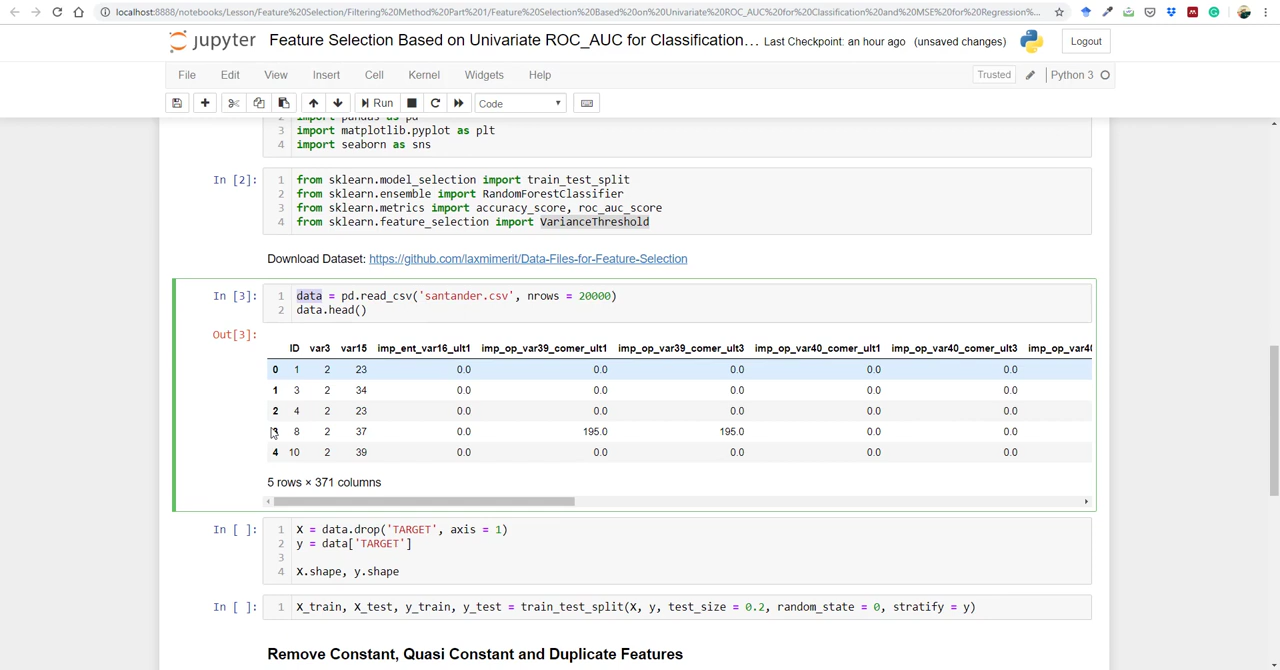 localhost:8888/notebooks/Lesson/Feature%20Selection/Filtering%20Method%20Part%201/Feature%20Selection%20Based%20on%20Univariate%20ROC_AUC%20for%20Classification%20and%20MSE%20for%20Regression%...
jupyter Feature Selection Based on Univariate ROC_AUC for Classification... Last Checkpoint: an hour ago (unsaved changes) Logout
File Edit View Insert Cell Kernel Widgets Help Trusted Python 3
Run Code
2 import pandas as pd
3 import matplotlib.pyplot as plt
4 import seaborn as sns
In [2]: 1 from sklearn.model_selection import train_test_split
2 from sklearn.ensemble import RandomForestClassifier
3 from sklearn.metrics import accuracy_score, roc_auc_score
4 from sklearn.feature_selection import VarianceThreshold
Download Dataset: https://github.com/laxmimerit/Data-Files-for-Feature-Selection
In [3]: 1 data = pd.read_csv('santander.csv', nrows = 20000)
2 data.head()
Out[3]:
ID var3 var15 imp_ent_var16_ult1 imp_op_var39_comer_ult1 imp_op_var39_comer_ult3 imp_op_var40_comer_ult1 imp_op_var40_comer_ult3 imp_op_var40
0 1 2 23 0.0 0.0 0.0 0.0 0.0
1 3 2 34 0.0 0.0 0.0 0.0 0.0
2 4 2 23 0.0 0.0 0.0 0.0 0.0
3 8 2 37 0.0 195.0 195.0 0.0 0.0
4 10 2 39 0.0 0.0 0.0 0.0 0.0
5 rows × 371 columns
In [ ]: 1 X = data.drop('TARGET', axis = 1)
2 y = data['TARGET']
3
4 X.shape, y.shape
In [ ]: 1 X_train, X_test, y_train, y_test = train_test_split(X, y, test_size = 0.2, random_state = 0, stratify = y)
Remove Constant, Quasi Constant and Duplicate Features